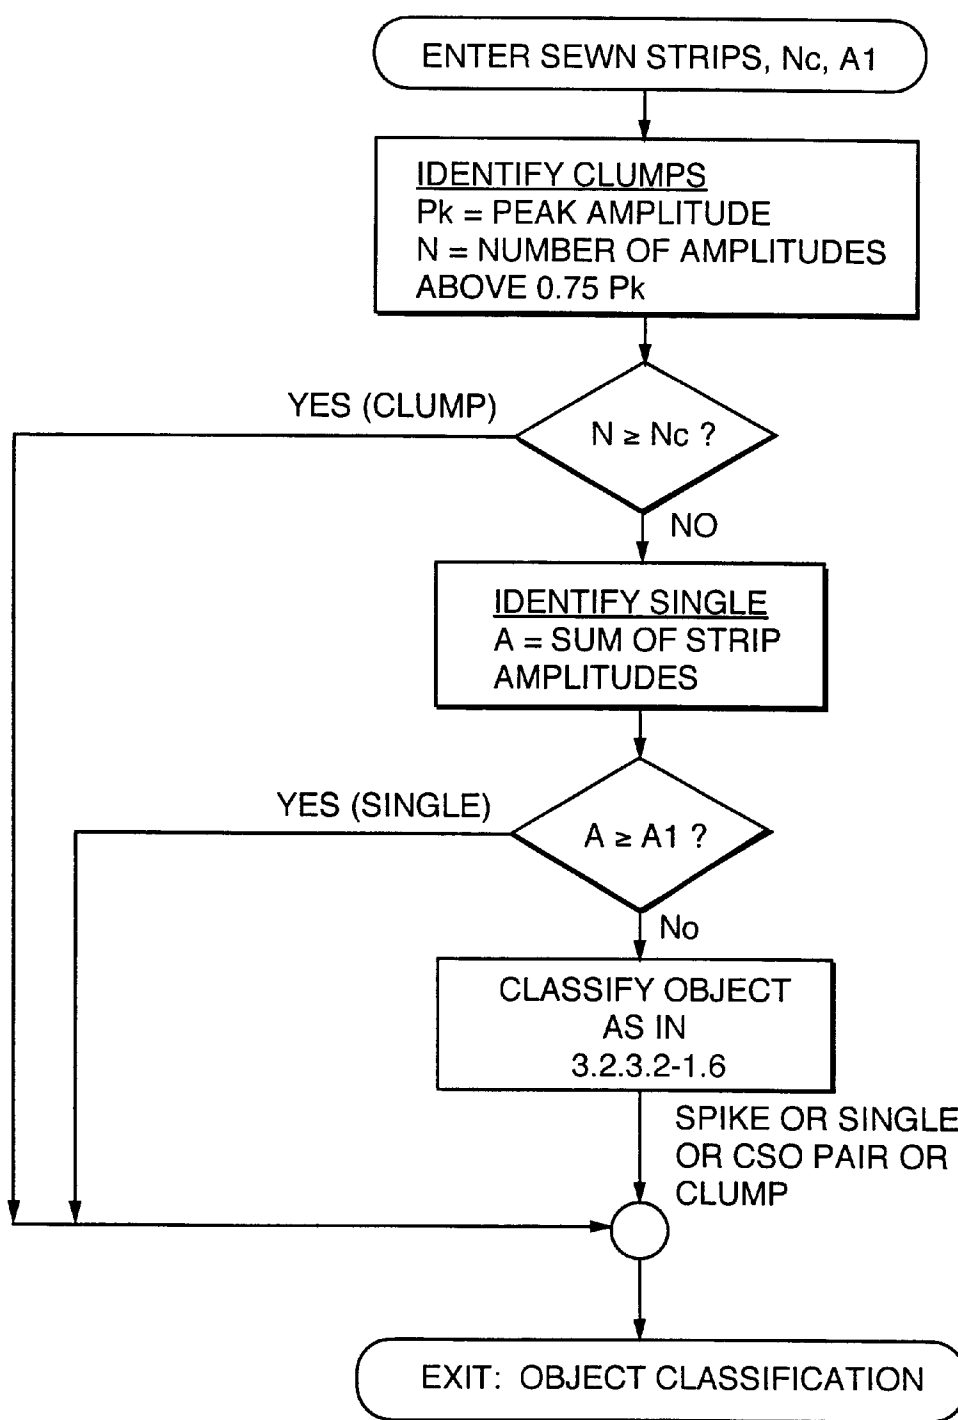 ENTER SEWN STRIPS, Nc, A1
IDENTIFY CLUMPS
Pk = PEAK AMPLITUDE
N = NUMBER OF AMPLITUDES
ABOVE 0.75 Pk
YES (CLUMP)
N ≥ Nc ?
NO
IDENTIFY SINGLE
A = SUM OF STRIP
AMPLITUDES
YES (SINGLE)
A ≥ A1 ?
No
CLASSIFY OBJECT
AS IN
3.2.3.2-1.6
SPIKE OR SINGLE
OR CSO PAIR OR
CLUMP
EXIT: OBJECT CLASSIFICATION